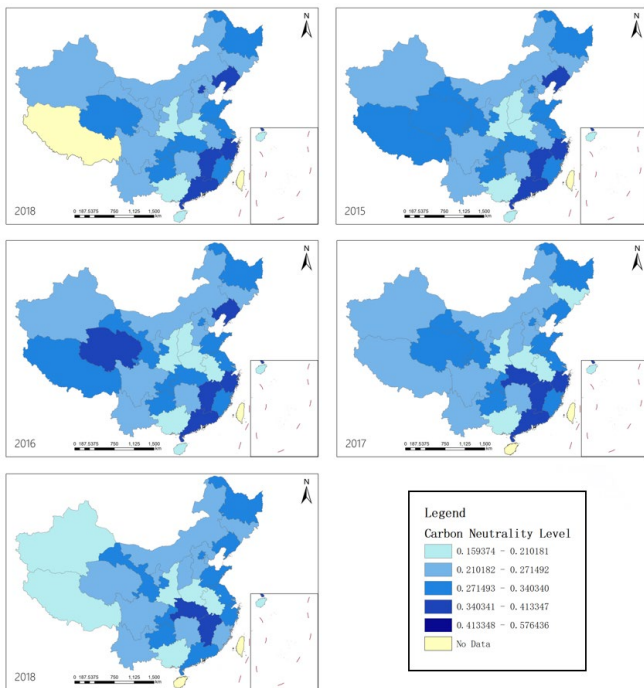 N
2018
0 187.5375 750 1,125 1,500
km
N
2015
0 187.5375 750 1,125 1,520
km
N
2016
0 187.5375 750 1,125 1,500
km
N
2017
0 187.5375 750 1,125 1,500
km
N
2018
0 187.5375 750 1,125 1,500
km
Legend
Carbon Neutrality Level
0.159374 - 0.210181
0.210182 - 0.271492
0.271493 - 0.340340
0.340341 - 0.413347
0.413348 - 0.576436
No Data